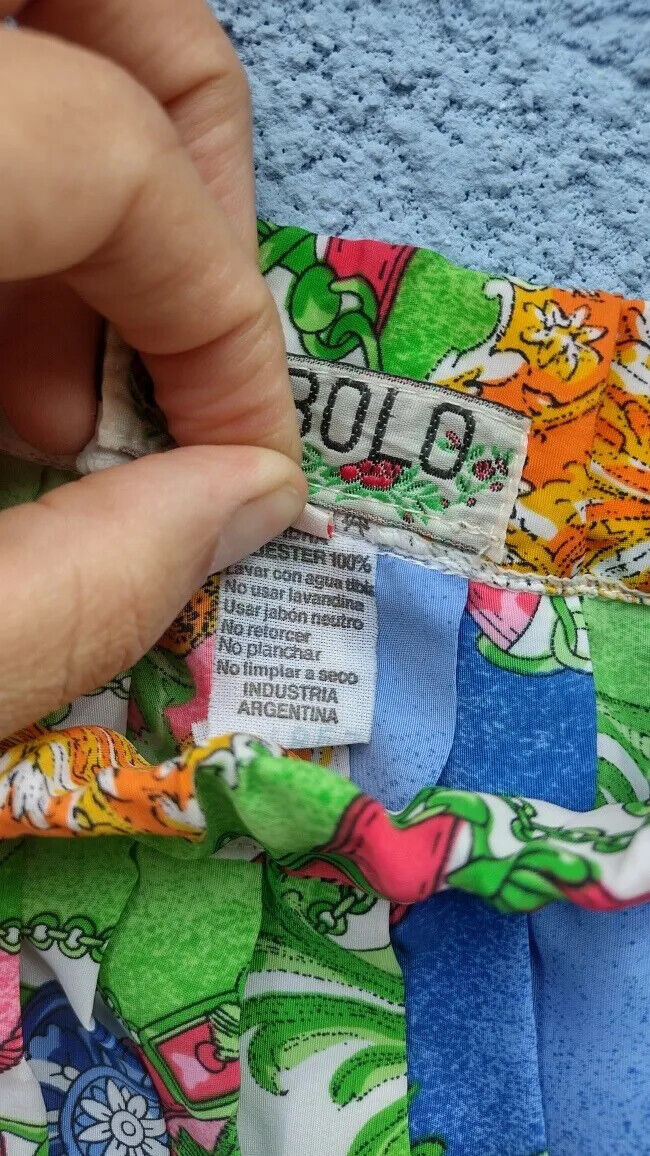 BOLO
ESTER 100%
Lavar con agua tibia
No usar lavandina
Usar jabón neutro
No retorcer
No planchar
No limpiar a seco
INDUSTRIA
ARGENTINA